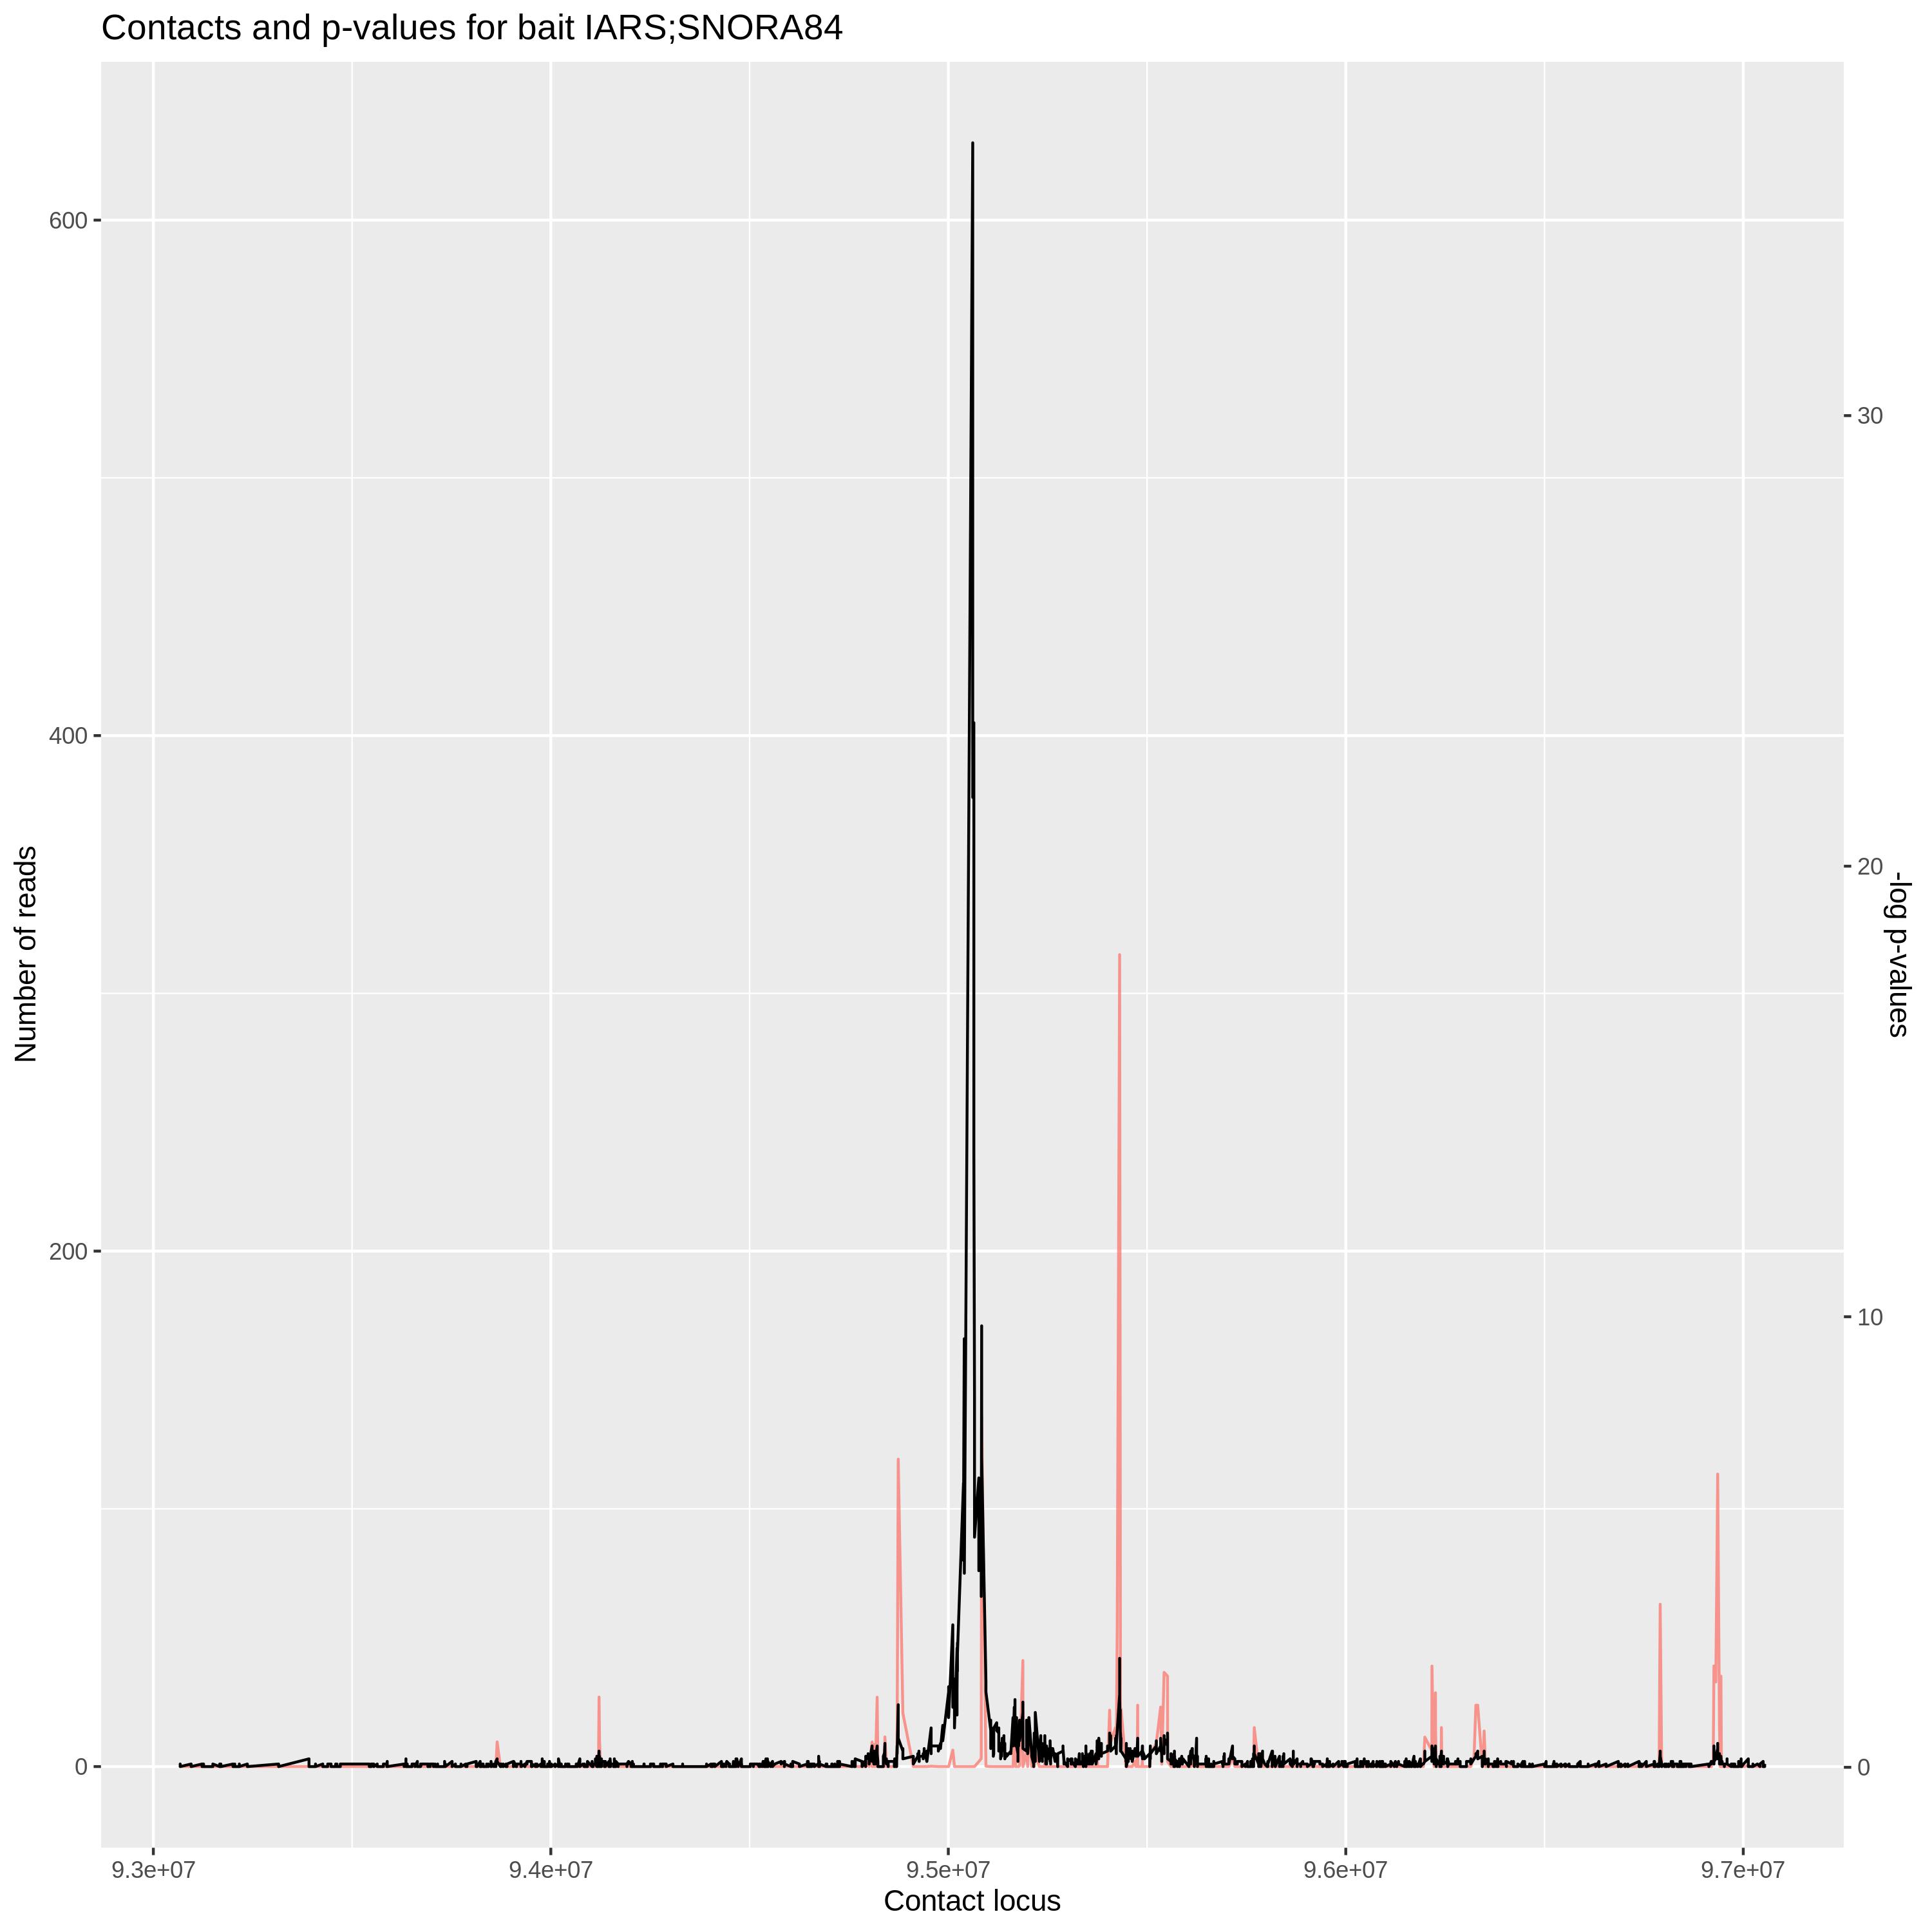 Contacts and p-values for bait IARS;SNORA84
600
400
200
0
Number of reads
30
20
10
0
-log p-values
9.3e+07 9.4e+07 9.5e+07 9.6e+07 9.7e+07
Contact locus